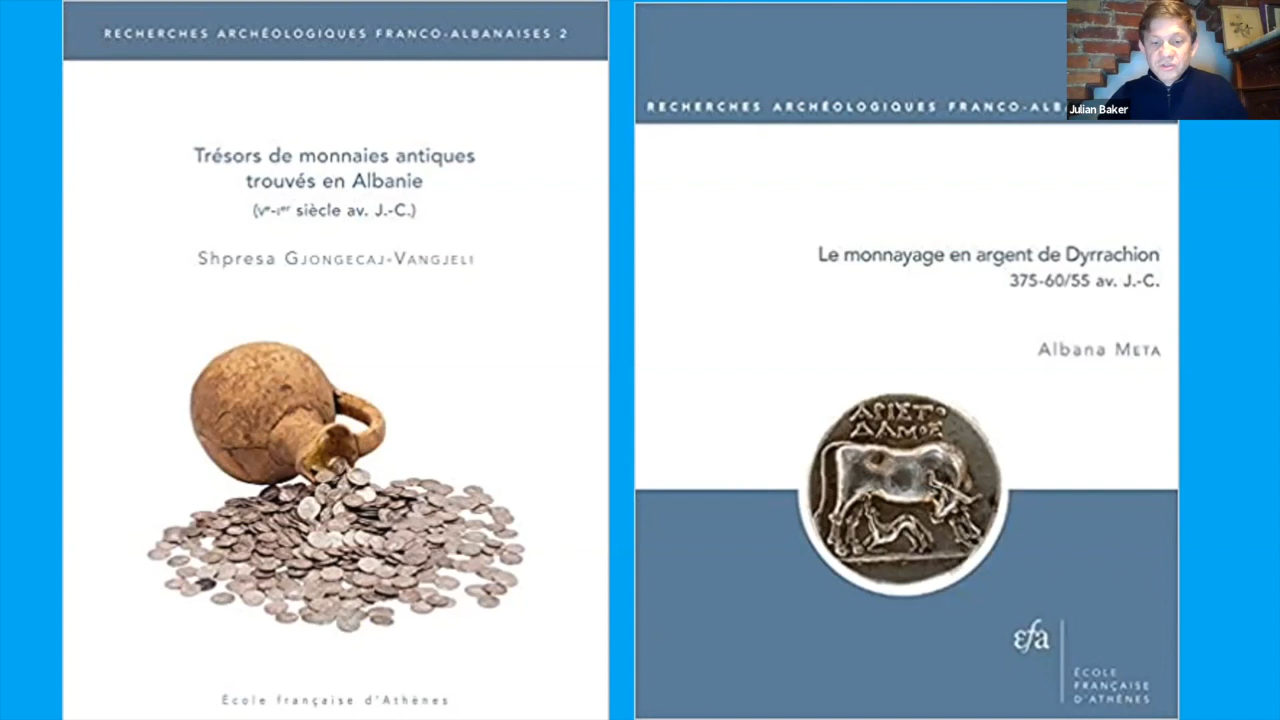 RECHERCHES ARCHÉOLOGIQUES FRANCO-ALBANAISES 2
Trésors de monnaies antiques
trouvés en Albanie
(Vᵉ-Iᵉʳ siècle av. J.-C.)
Shpresa GJONGECAJ-VANGJELI
École française d'Athènes
RECHERCHES ARCHÉOLOGIQUES FRANCO-ALB
Le monnayage en argent de Dyrrachion
375-60/55 av. J.-C.
Albana META
ΑΡΙΣΤΟ
ΔΑΜΟΣ
εfa
ÉCOLE
FRANÇAISE
D'ATHÈNES
Julian Baker